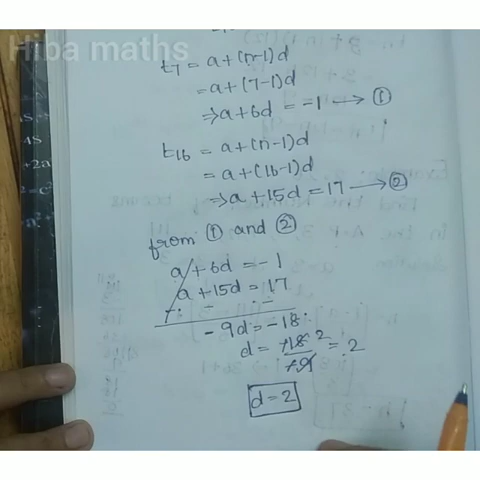 Hiba maths
t7 = a+(n-1)d
= a+(7-1)d
⇒ a+6d = -1 → ①
t16 = a+(n-1)d
= a+(16-1)d
⇒ a+15d = 17 → ②
from ① and ②
a+6d = -1
a+15d = 17
- - -
-9d = -18
d = +18 2 / +9 = 2
d = 2